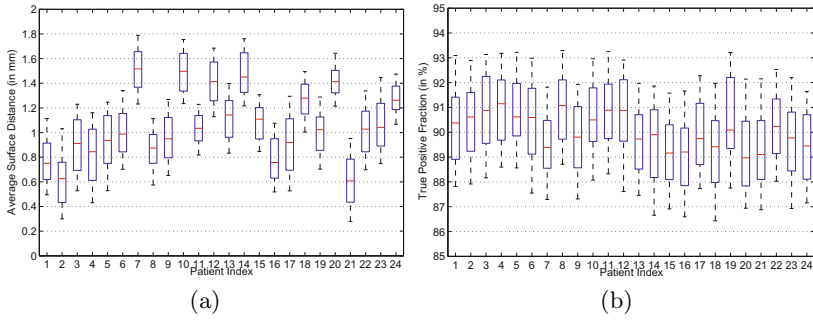 2
1.8
1.6
1.4
1.2
1
0.8
0.6
0.4
0.2
0
Average Surface Distance (in mm)
1 2 3 4 5 6 7 8 9 10 11 12 13 14 15 16 17 18 19 20 21 22 23 24
Patient Index
(a)
95
94
93
92
91
90
89
88
87
86
85
True Positive Fraction (in %)
1 2 3 4 5 6 7 8 9 10 11 12 13 14 15 16 17 18 19 20 21 22 23 24
Patient Index
(b)